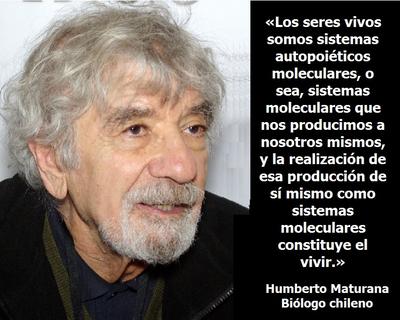 «Los seres vivos
somos sistemas
autopoiéticos
moleculares, o
sea, sistemas
moleculares que
nos producimos a
nosotros mismos,
y la realización de
esa producción de
sí mismo como
sistemas
moleculares
constituye el
vivir.»
Humberto Maturana
Biólogo chileno